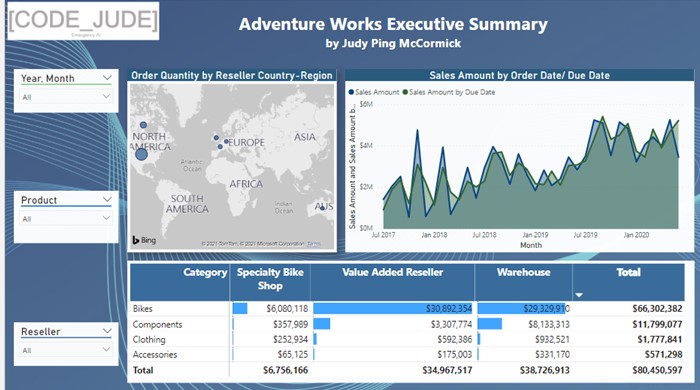 [CODE_JUDE]
Emergency III
Adventure Works Executive Summary
by Judy Ping McCormick
Year, Month
All
Product
All
Reseller
All
Order Quantity by Reseller Country-Region
NORTH AMERICA
EUROPE
ASIA
Atlantic Ocean
AFRICA
SOUTH AMERICA
Indian Ocean
AUS
Bing
© 2021 TomTom, © 2021 Microsoft Corporation Terms
Sales Amount by Order Date/ Due Date
Sales Amount Sales Amount by Due Date
Sales Amount and Sales Amount b...
$6M
$4M
$2M
$0M
Jul 2017 Jan 2018 Jul 2018 Jan 2019 Jul 2019 Jan 2020
Month
Category Specialty Bike Shop Value Added Reseller Warehouse Total
Bikes $6,080,118 $30,892,354 $29,329,910 $66,302,382
Components $357,989 $3,307,774 $8,133,313 $11,799,077
Clothing $252,934 $592,386 $932,521 $1,777,841
Accessories $65,125 $175,003 $331,170 $571,298
Total $6,756,166 $34,967,517 $38,726,913 $80,450,597